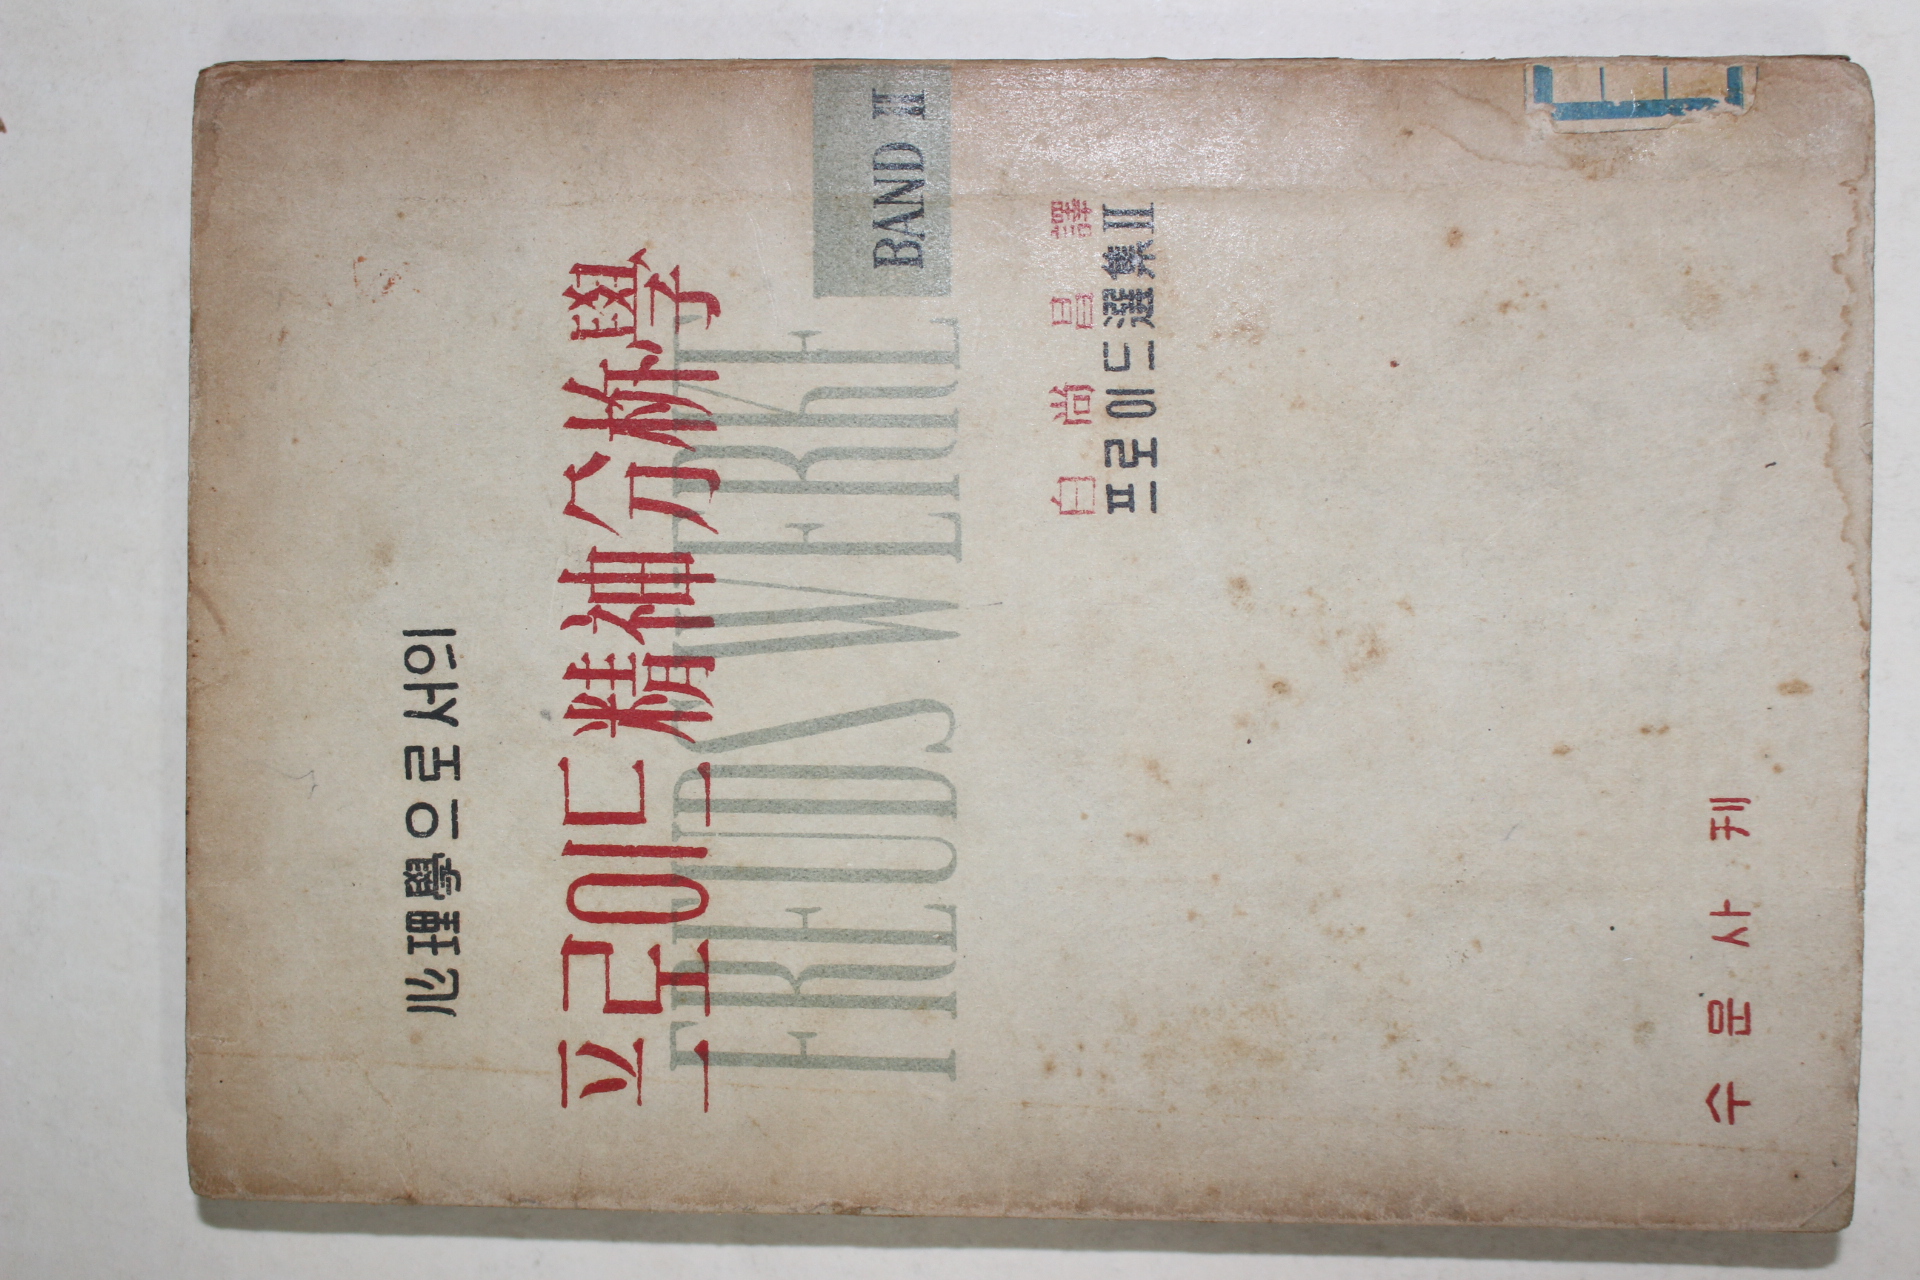 心理學으로서의
프로이드精神分析學
FREUDS WERKE
BAND II
白尙昌 譯
프로이드選集 II
수문사 刊